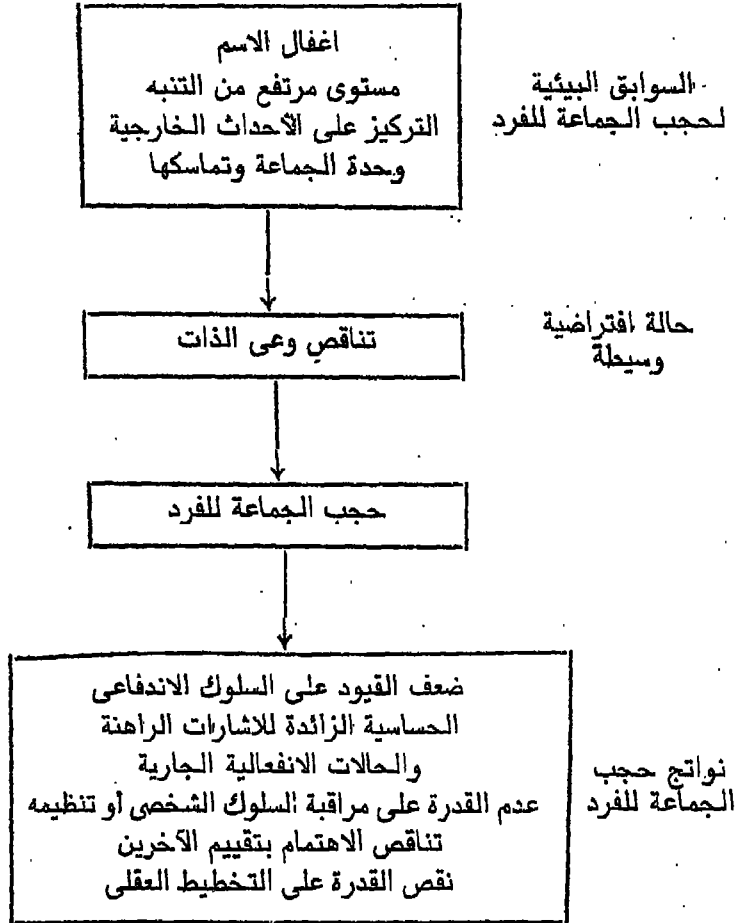 اغفال الاسم
مستوى مرتفع من التنبه
التركيز على الأحداث الخارجية
وحدة الجماعة وتماسكها
السوابق البيئية
لحجب الجماعة للفرد
تناقص وعى الذات
حالة افتراضية
وسيطة
حجب الجماعة للفرد
ضعف القيود على السلوك الاندفاعى
الحساسية الزائدة للاشارات الراهنة
والحالات الانفعالية الجارية
عدم القدرة على مراقبة السلوك الشخصى أو تنظيمه
تناقص الاهتمام بتقييم الآخرين
نقص القدرة على التخطيط العقلى
نواتج حجب
الجماعة للفرد